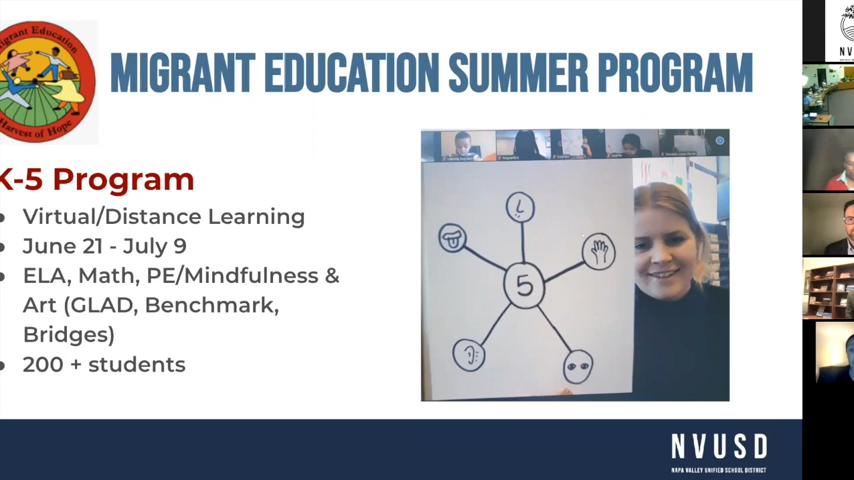 Migrant Education
Harvest of Hope
MIGRANT EDUCATION SUMMER PROGRAM
K-5 Program
Virtual/Distance Learning
June 21 - July 9
ELA, Math, PE/Mindfulness &
Art (GLAD, Benchmark,
Bridges)
200 + students
5
NVUSD
NAPA VALLEY UNIFIED SCHOOL DISTRICT
NV